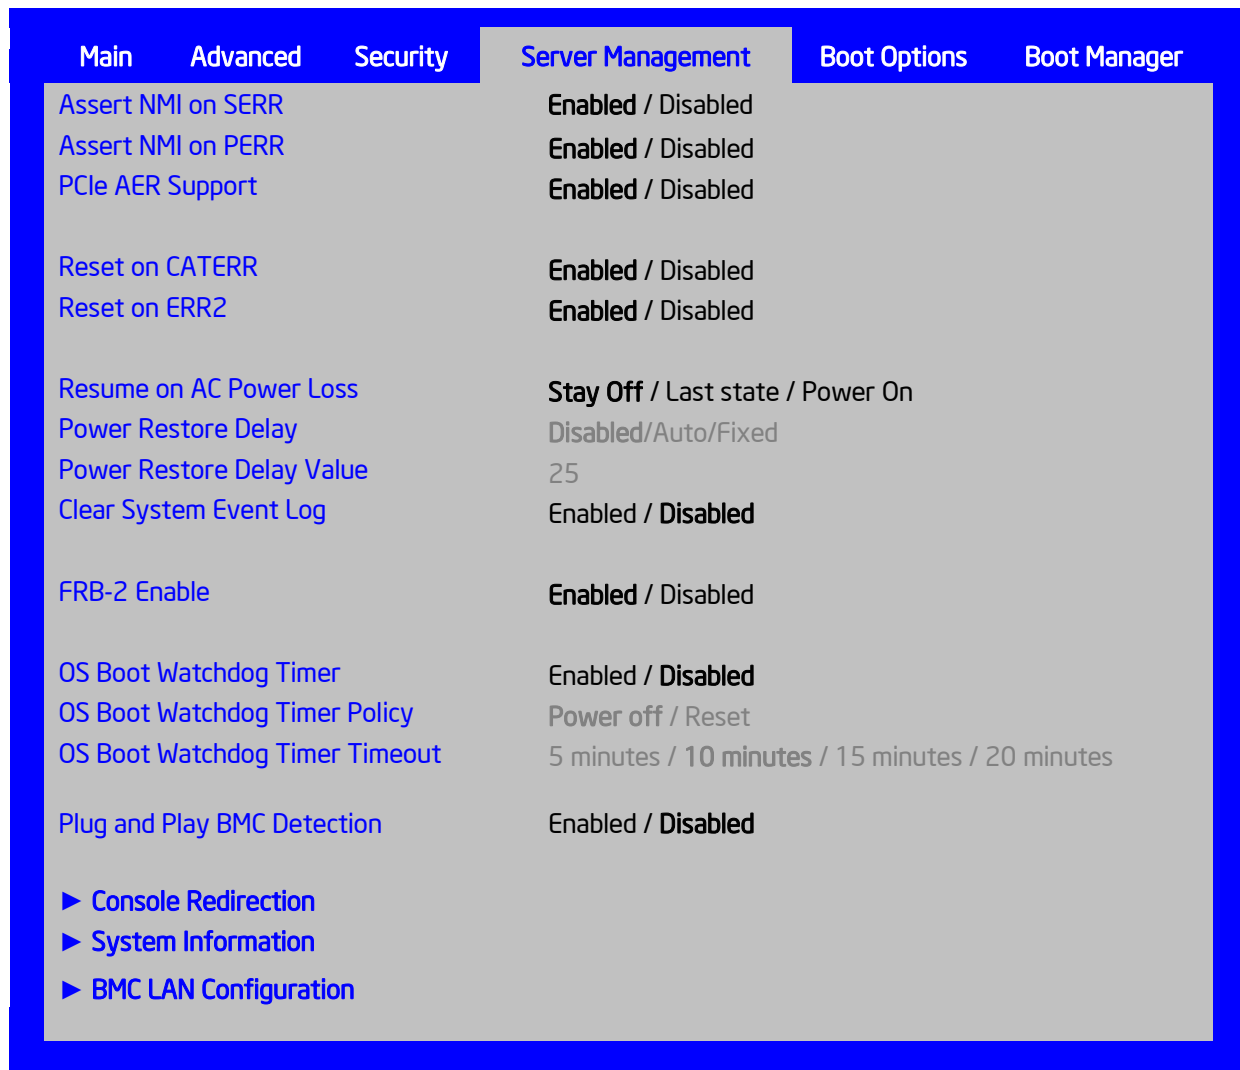 Main Advanced Security Server Management Boot Options Boot Manager
Assert NMI on SERR Enabled / Disabled
Assert NMI on PERR Enabled / Disabled
PCIe AER Support Enabled / Disabled
Reset on CATERR Enabled / Disabled
Reset on ERR2 Enabled / Disabled
Resume on AC Power Loss Stay Off / Last state / Power On
Power Restore Delay Disabled/Auto/Fixed
Power Restore Delay Value 25
Clear System Event Log Enabled / Disabled
FRB-2 Enable Enabled / Disabled
OS Boot Watchdog Timer Enabled / Disabled
OS Boot Watchdog Timer Policy Power off / Reset
OS Boot Watchdog Timer Timeout 5 minutes / 10 minutes / 15 minutes / 20 minutes
Plug and Play BMC Detection Enabled / Disabled
► Console Redirection
► System Information
► BMC LAN Configuration